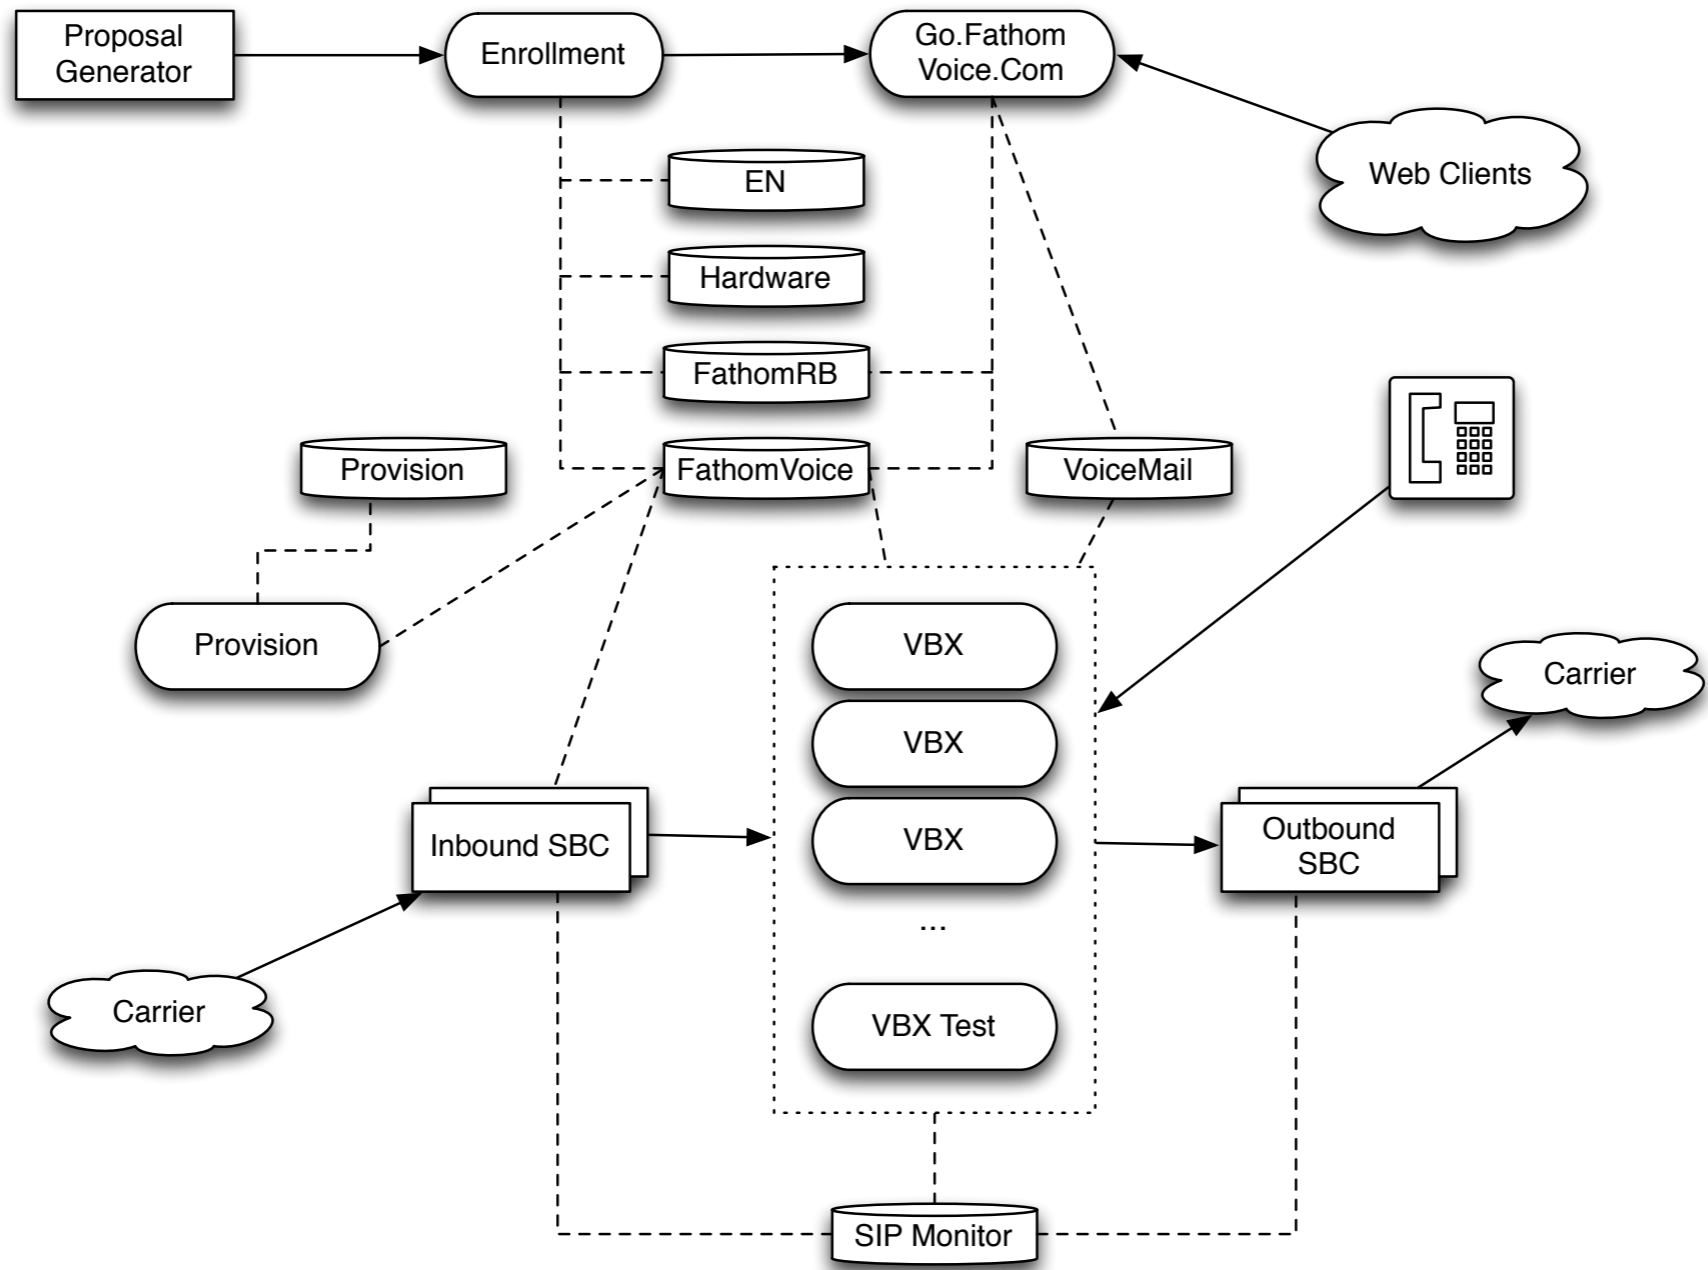 Proposal
Generator
Enrollment
Go.Fathom
Voice.Com
Web Clients
EN
Hardware
FathomRB
Provision
FathomVoice
VoiceMail
Provision
VBX
Carrier
VBX
VBX
Inbound SBC
Outbound
SBC
...
Carrier
VBX Test
SIP Monitor